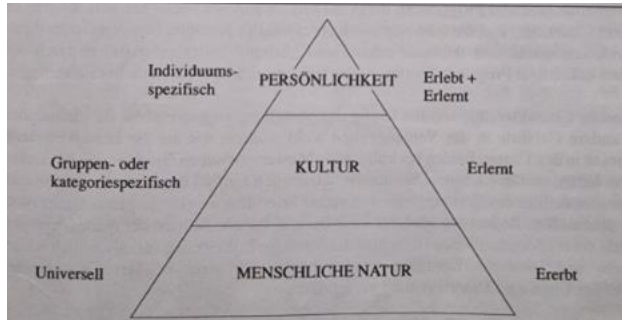 Individuums-
spezifisch
PERSÖNLICHKEIT
Erlebt +
Erlernt
Gruppen- oder
kategoriespezifisch
KULTUR
Erlernt
Universell
MENSCHLICHE NATUR
Ererbt